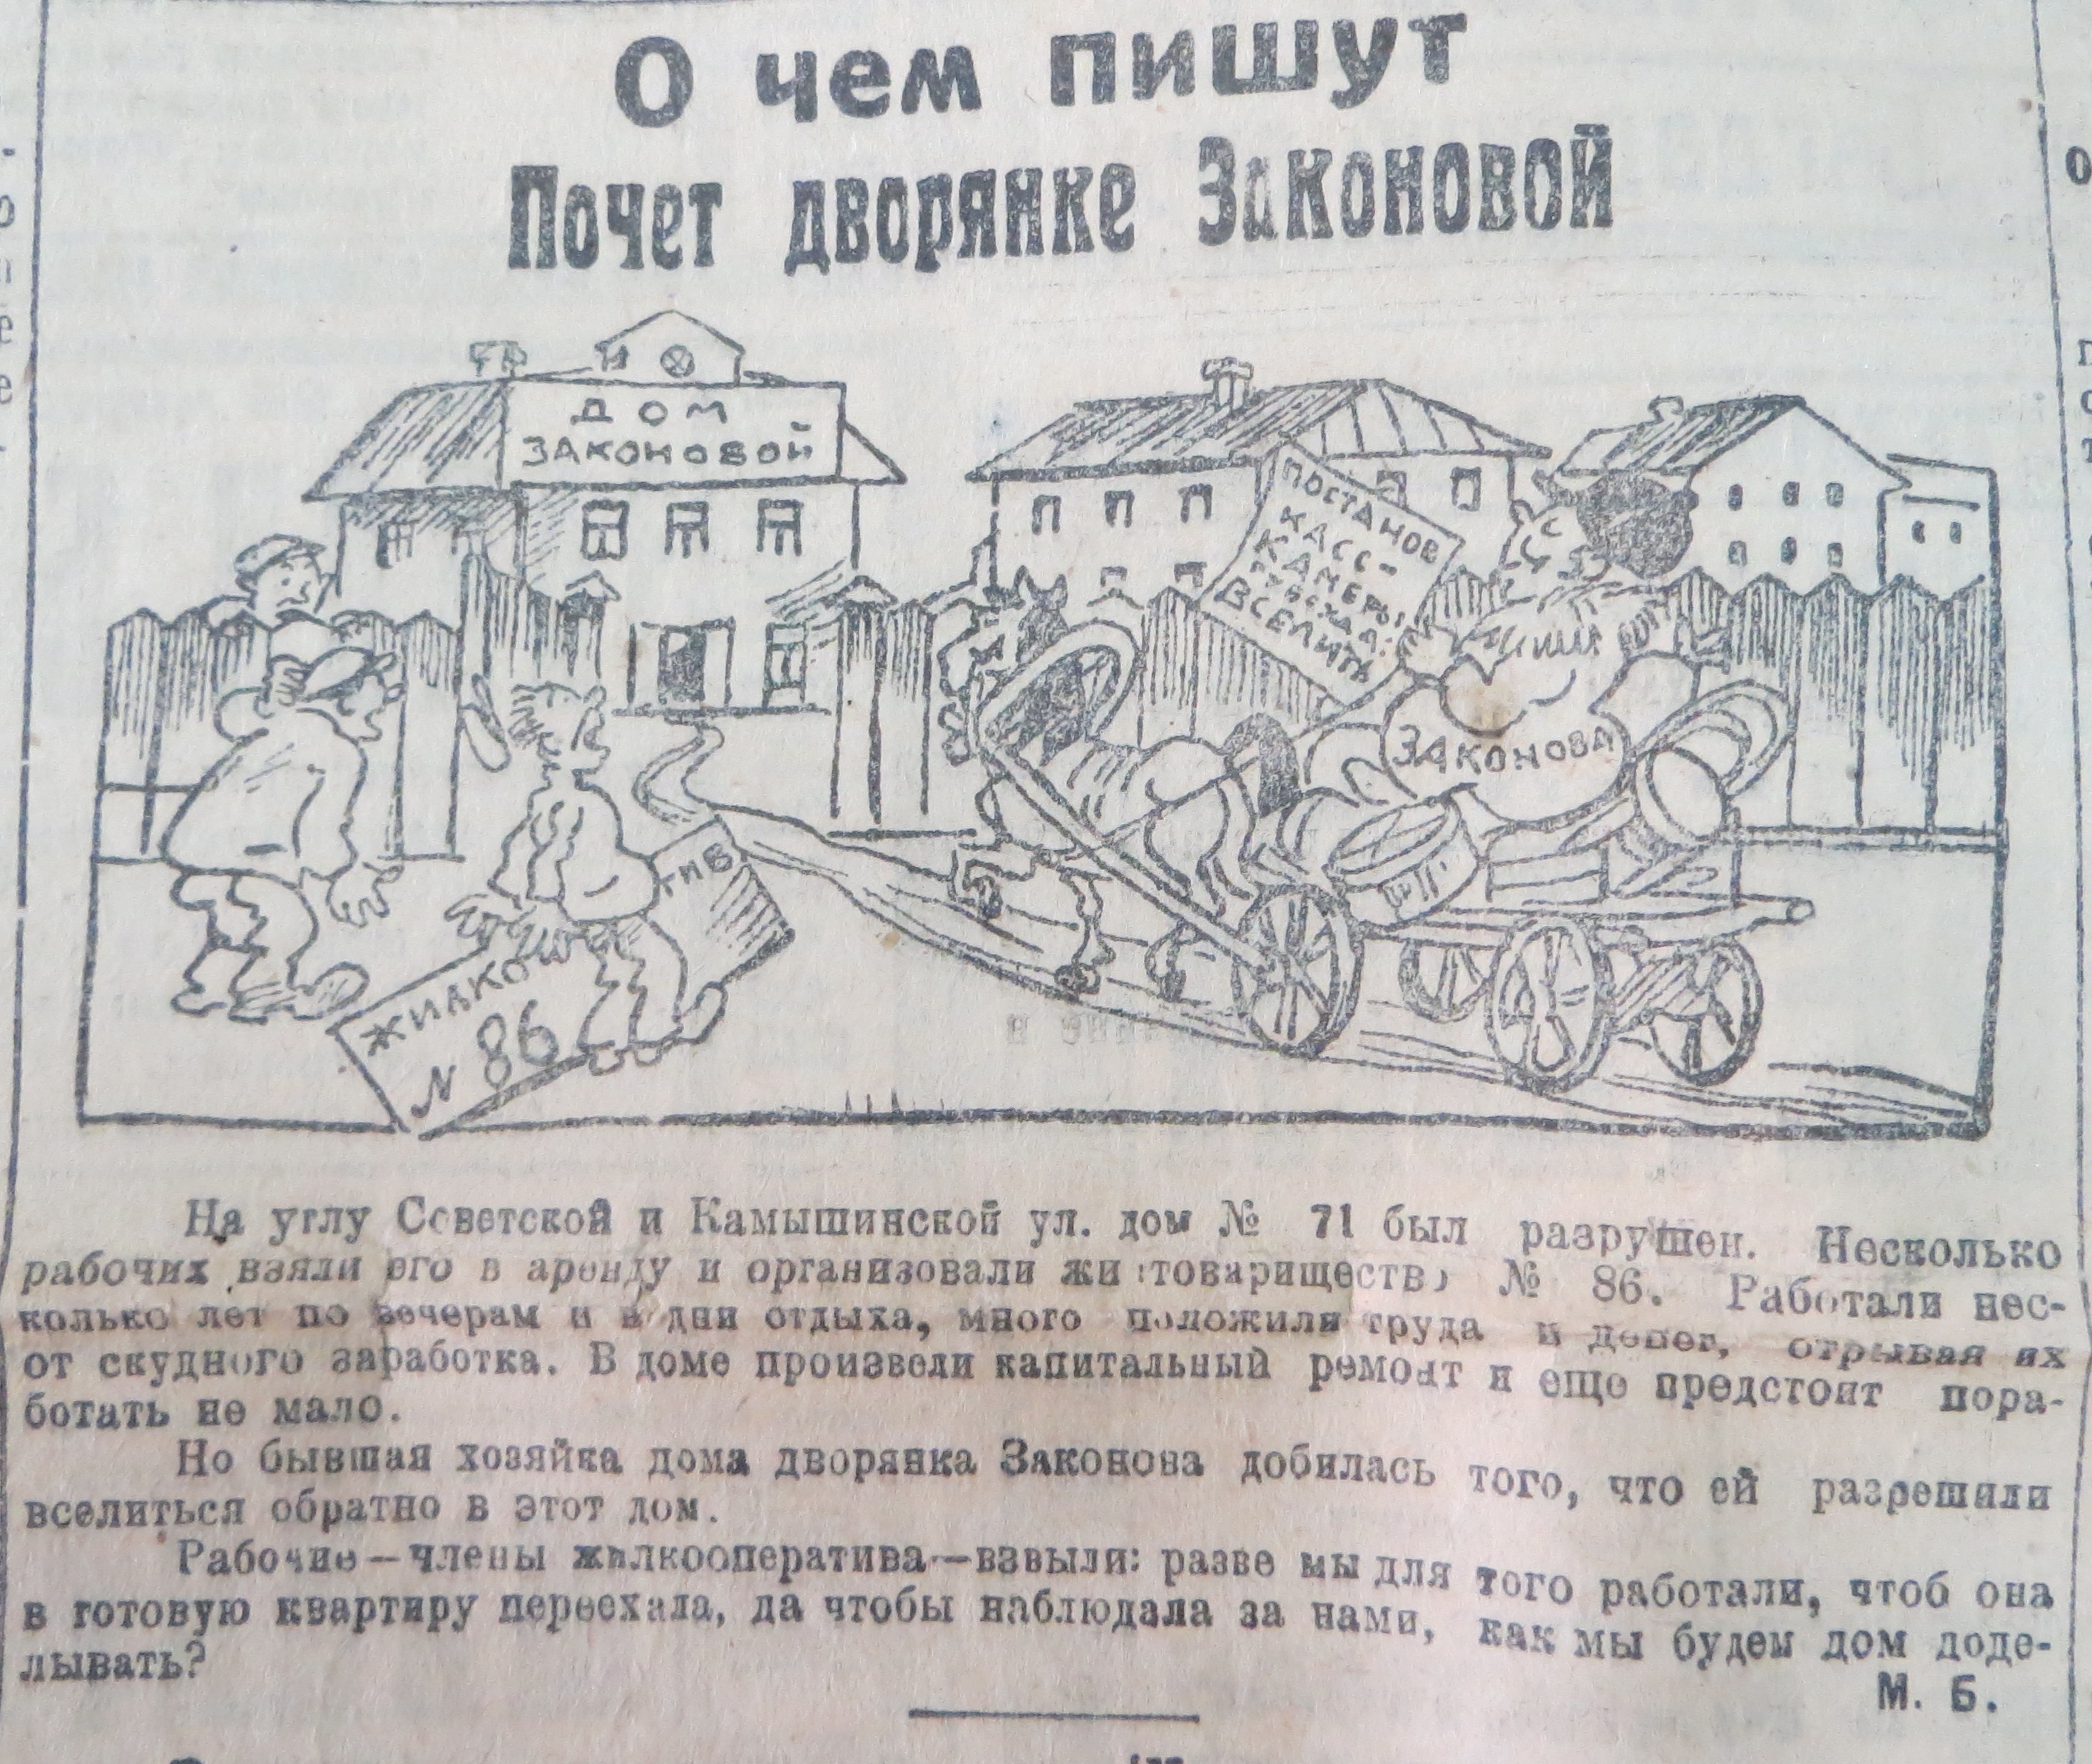 О чем пишут
Почет дворянке Законовой
ДОМ
ЗАКОНОВОЙ
ПОСТАНОВ
КАСС-
КАМЕРЫ
ВСЕЛИТЬ
ЗАКОНОВА
ЖИЛКО
ТИВ
N 86
На углу Советской и Камышинской ул. дом № 71 был разрушен. Несколько
рабочих взяли его в аренду и организовали жилтоварищество № 86. Работали нес-
колько лет по вечерам и в дни отдыха, много положили труда и денег, отрывая их
от скудного заработка. В доме произвели капитальный ремонт и еще предстоит пора-
ботать не мало.
Но бывшая хозяйка дома дворянка Законова добилась того, что ей разрешили
вселиться обратно в этот дом.
Рабочие—члены жилкооператива—взвыли: разве мы для того работали, чтоб она
в готовую квартиру переехала, да чтобы наблюдала за нами, как мы будем дом доде-
лывать?
М. Б.